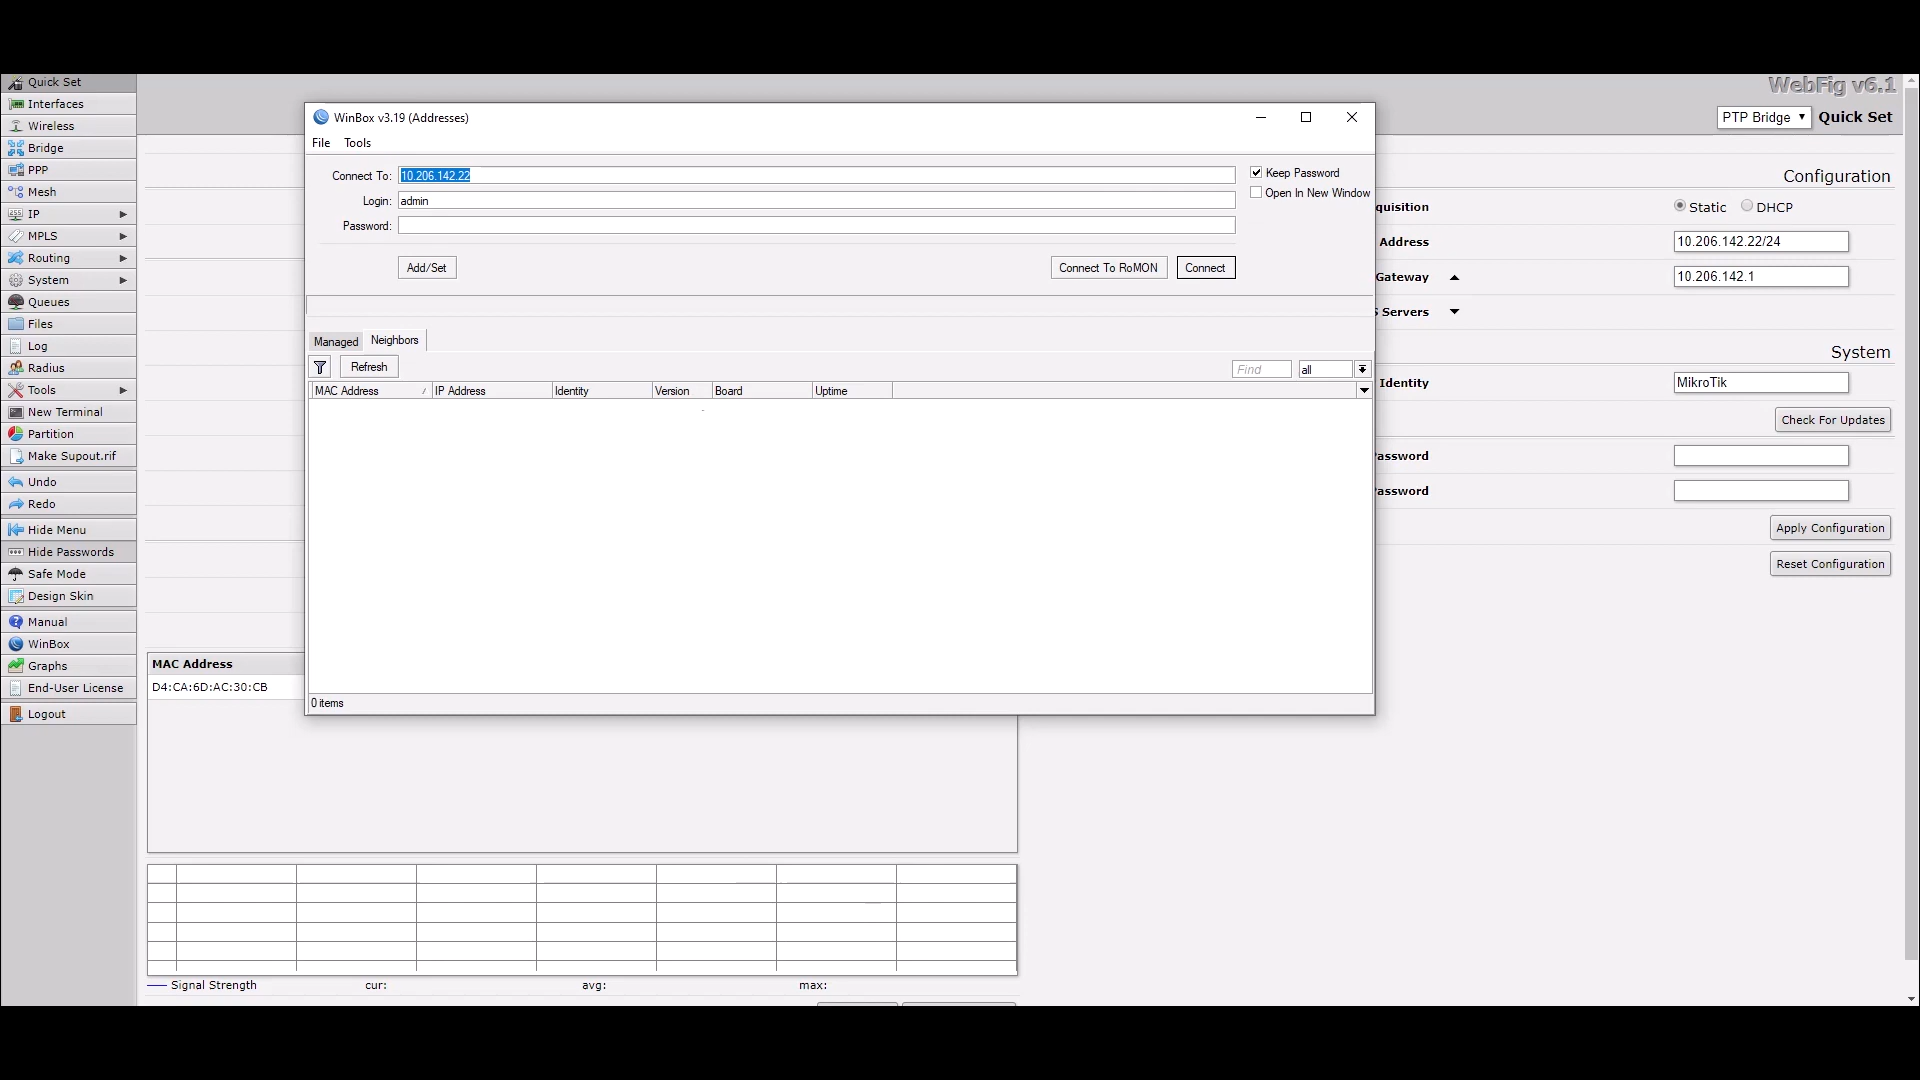 Quick Set
Interfaces
Wireless
Bridge
PPP
Mesh
IP
MPLS
Routing
System
Queues
Files
Log
Radius
Tools
New Terminal
Partition
Make Supout.rif
Undo
Redo
Hide Menu
Hide Passwords
Safe Mode
Design Skin
Manual
WinBox
Graphs
End-User License
Logout
WebFig v6.1
PTP Bridge Quick Set
WinBox v3.19 (Addresses)
File Tools
Connect To: 10.206.142.22
Login: admin
Password:
Keep Password
Open In New Window
Add/Set
Connect To RoMON
Connect
Managed Neighbors
Refresh
Find
all
MAC Address IP Address Identity Version Board Uptime
0 items
Configuration
quisition Static DHCP
Address 10.206.142.22/24
Gateway 10.206.142.1
S Servers
System
Identity MikroTik
Check For Updates
Password
Password
Apply Configuration
Reset Configuration
MAC Address
D4:CA:6D:AC:30:CB
Signal Strength cur: avg: max: